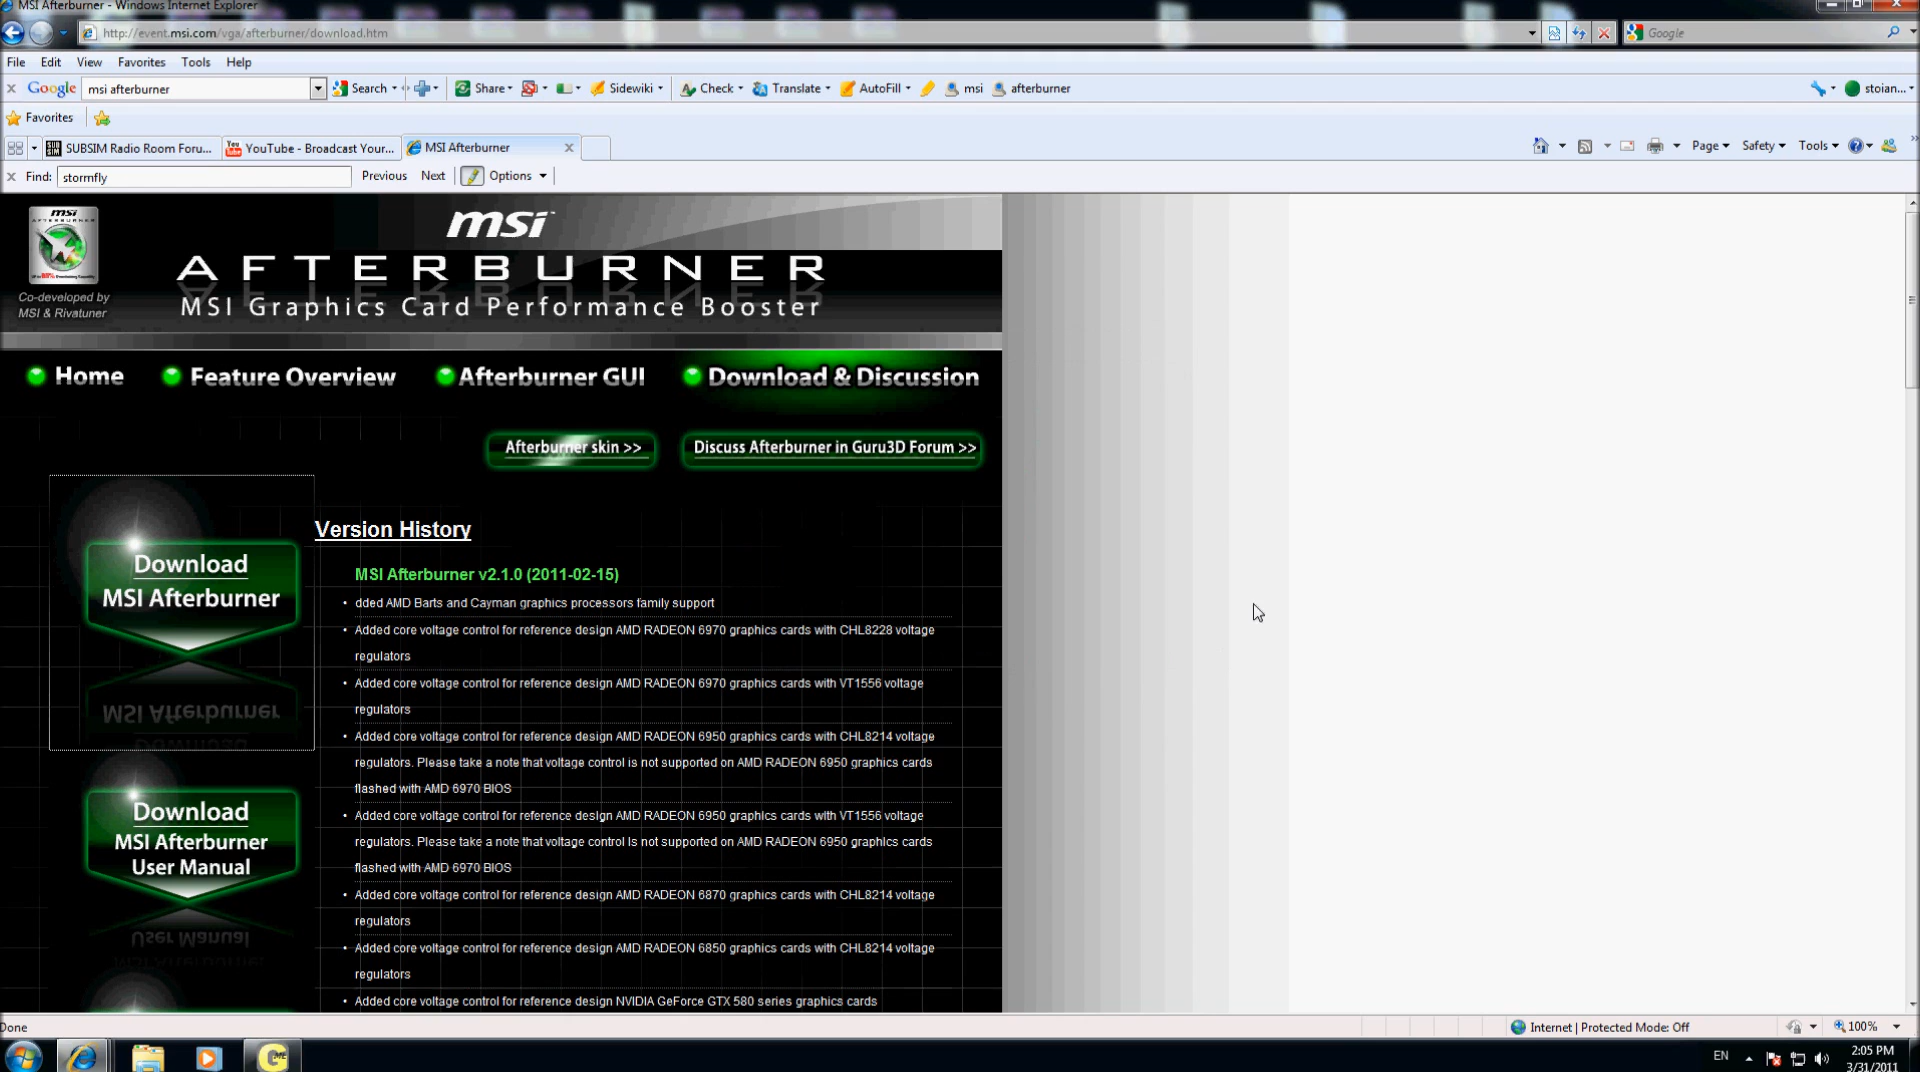 MSI Afterburner - Windows Internet Explorer
http://event.msi.com/vga/afterburner/download.htm
Google
File Edit View Favorites Tools Help
x Google msi afterburner Search Share Sidewiki Check Translate AutoFill msi afterburner stoian...
Favorites
SUBSIM Radio Room Foru... YouTube - Broadcast Your... MSI Afterburner x Page Safety Tools
x Find: stormfly Previous Next Options
msi
AFTERBURNER
MSI Graphics Card Performance Booster
Co-developed by
MSI & Rivatuner
Home Feature Overview Afterburner GUI Download & Discussion
Afterburner skin >> Discuss Afterburner in Guru3D Forum >>
Download
MSI Afterburner
Download
MSI Afterburner
User Manual
Version History
MSI Afterburner v2.1.0 (2011-02-15)
• dded AMD Barts and Cayman graphics processors family support
• Added core voltage control for reference design AMD RADEON 6970 graphics cards with CHL8228 voltage
regulators
• Added core voltage control for reference design AMD RADEON 6970 graphics cards with VT1556 voltage
regulators
• Added core voltage control for reference design AMD RADEON 6950 graphics cards with CHL8214 voltage
regulators. Please take a note that voltage control is not supported on AMD RADEON 6950 graphics cards
flashed with AMD 6970 BIOS
• Added core voltage control for reference design AMD RADEON 6950 graphics cards with VT1556 voltage
regulators. Please take a note that voltage control is not supported on AMD RADEON 6950 graphics cards
flashed with AMD 6970 BIOS
• Added core voltage control for reference design AMD RADEON 6870 graphics cards with CHL8214 voltage
regulators
• Added core voltage control for reference design AMD RADEON 6850 graphics cards with CHL8214 voltage
regulators
• Added core voltage control for reference design NVIDIA GeForce GTX 580 series graphics cards
Done Internet | Protected Mode: Off 100%
EN 2:05 PM
3/31/2011